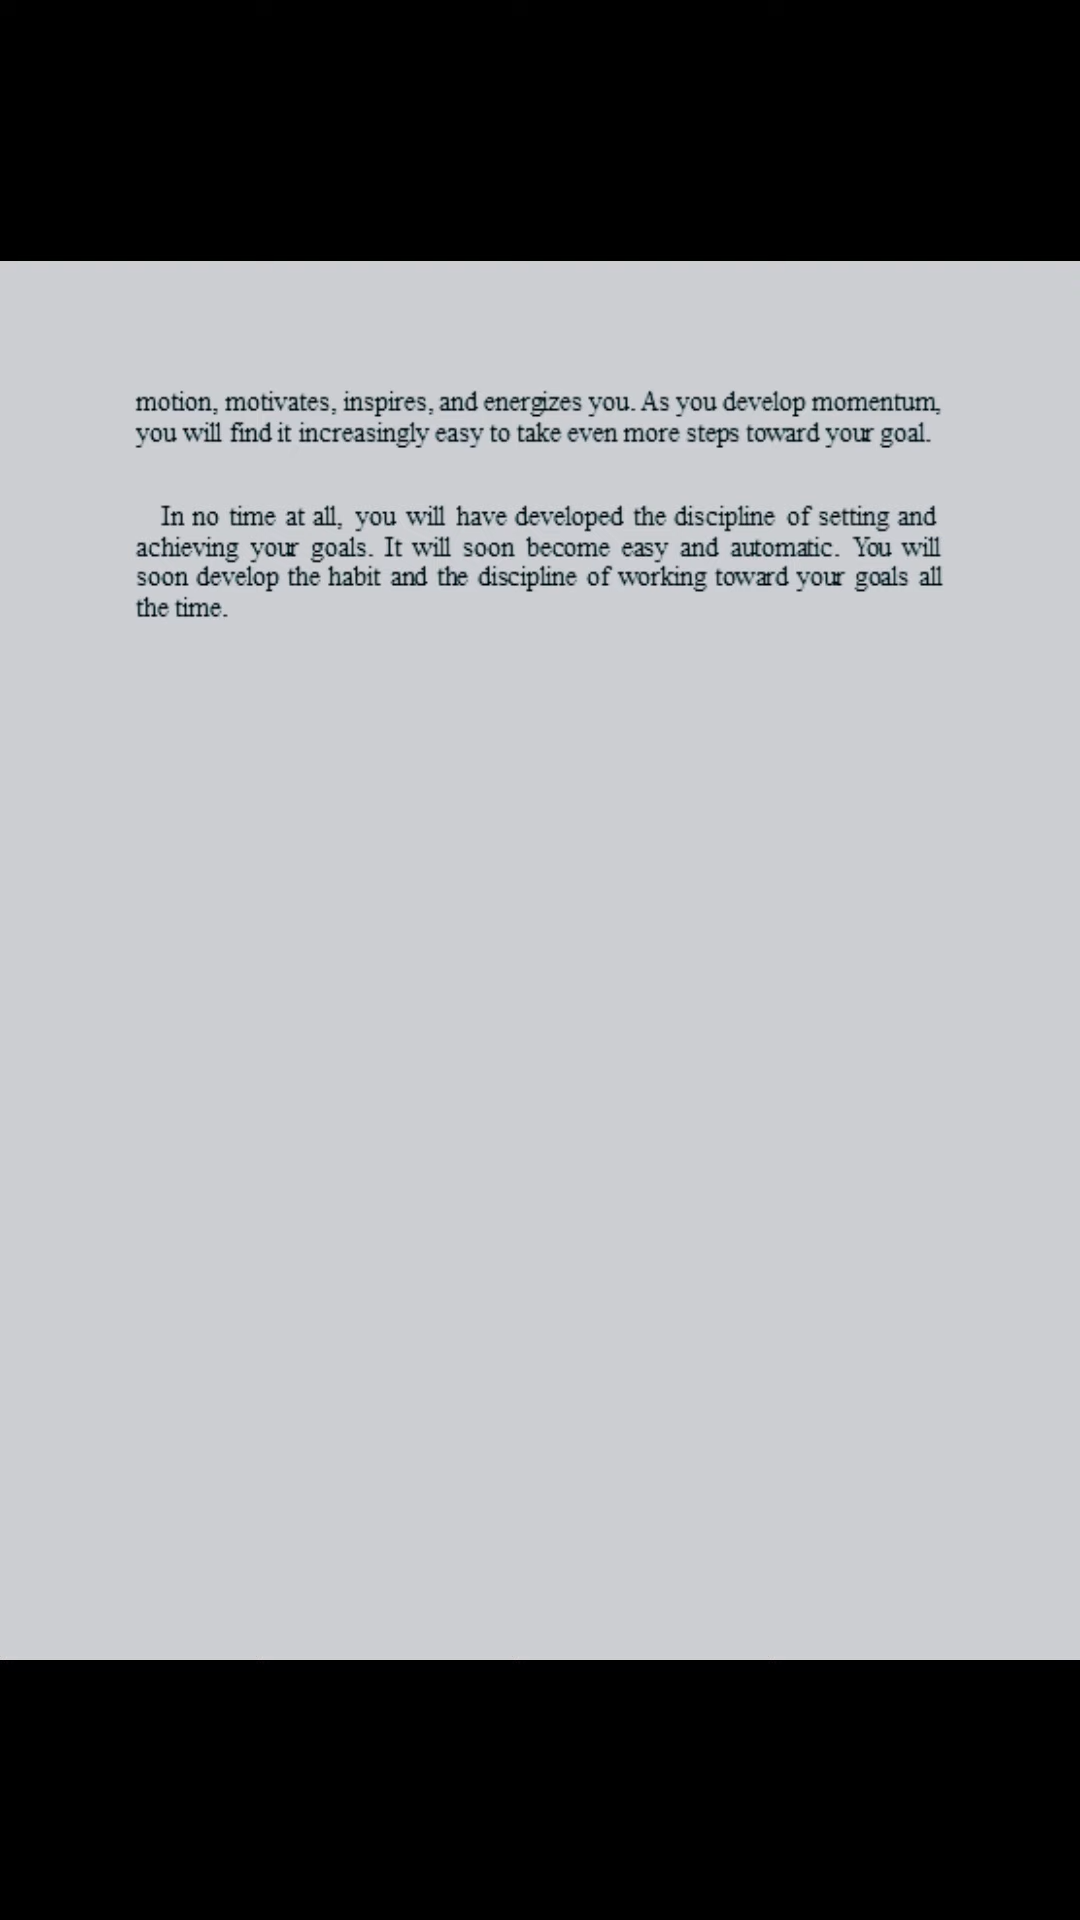 motion, motivates, inspires, and energizes you. As you develop momentum,
you will find it increasingly easy to take even more steps toward your goal.
In no time at all, you will have developed the discipline of setting and
achieving your goals. It will soon become easy and automatic. You will
soon develop the habit and the discipline of working toward your goals all
the time.